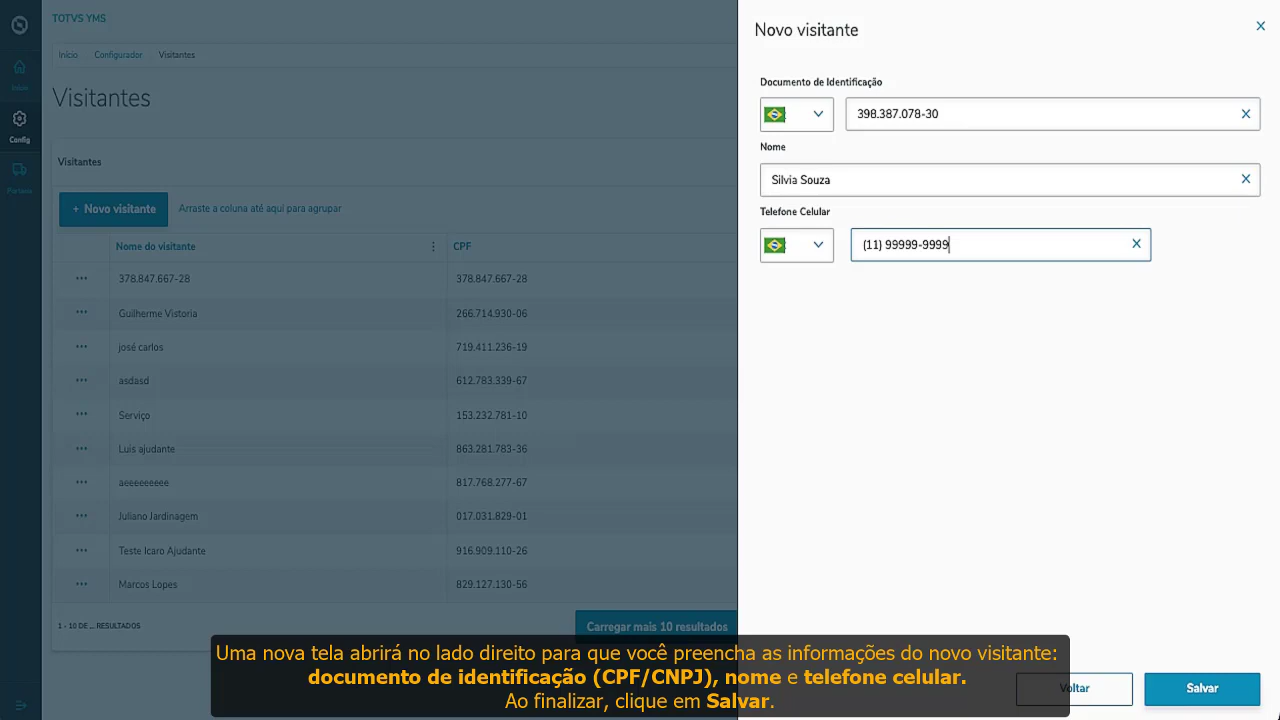 TOTVS YMS
Início
Config
Portaria
Início Configurador Visitantes
Visitantes
Visitantes
+ Novo visitante Arraste a coluna até aqui para agrupar
Nome do visitante CPF
378.847.667-28 378.847.667-28
Guilherme Vistoria 266.714.930-06
josé carlos 719.411.236-19
asdasd 612.783.339-67
Serviço 153.232.781-10
Luis ajudante 863.281.783-36
aeeeeeeeee 817.768.277-67
Juliano Jardinagem 017.031.829-01
Teste Icaro Ajudante 916.909.110-26
Marcos Lopes 829.127.130-56
1 - 10 DE ... RESULTADOS
Carregar mais 10 resultados
Novo visitante
Documento de Identificação
398.387.078-30
Nome
Silvia Souza
Telefone Celular
(11) 99999-9999
Voltar Salvar
Uma nova tela abrirá no lado direito para que você preencha as informações do novo visitante:
documento de identificação (CPF/CNPJ), nome e telefone celular.
Ao finalizar, clique em Salvar.